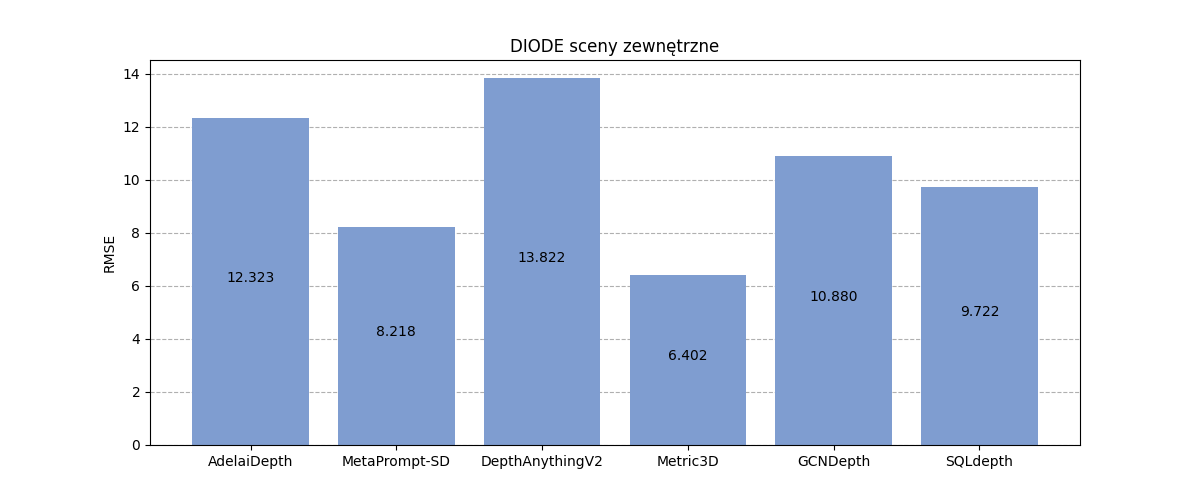 DIODE sceny zewnętrzne
14
12
10
8
6
4
2
0
RMSE
12.323
8.218
13.822
6.402
10.880
9.722
AdelaiDepth
MetaPrompt-SD
DepthAnythingV2
Metric3D
GCNDepth
SQLdepth